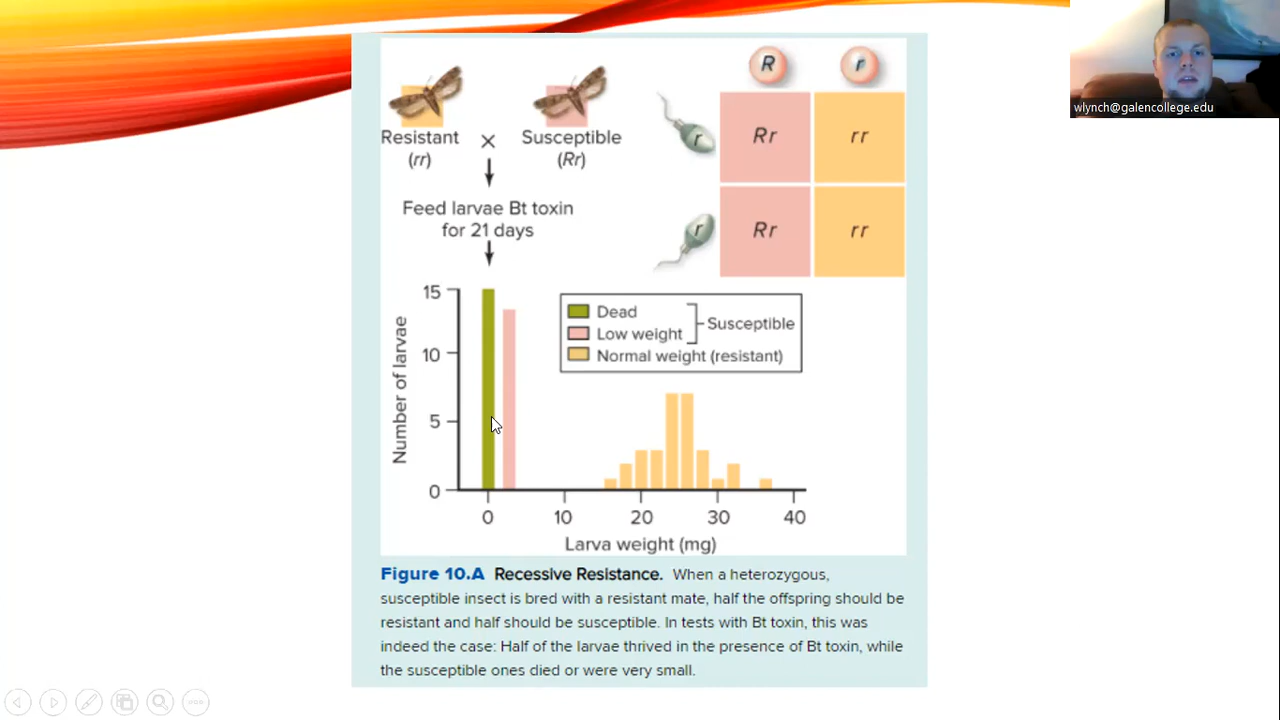 R
r
Resistant
(rr)
×
Susceptible
(Rr)
r
Rr
rr
Feed larvae Bt toxin
for 21 days
r
Rr
rr
Number of larvae
15
10
5
0
Dead
Low weight
Susceptible
Normal weight (resistant)
0 10 20 30 40
Larva weight (mg)
Figure 10.A Recessive Resistance. When a heterozygous,
susceptible insect is bred with a resistant mate, half the offspring should be
resistant and half should be susceptible. In tests with Bt toxin, this was
indeed the case: Half of the larvae thrived in the presence of Bt toxin, while
the susceptible ones died or were very small.
wlynch@galencollege.edu